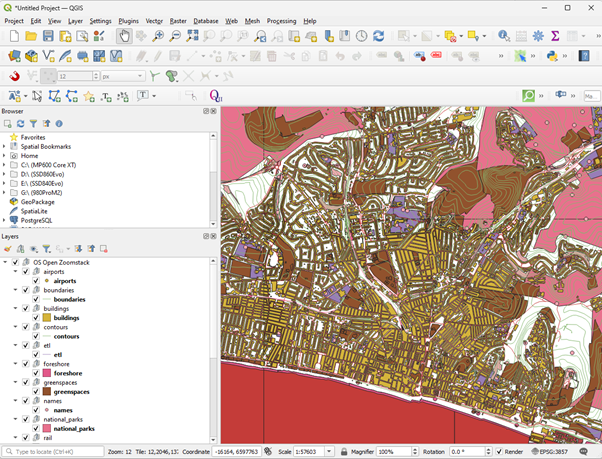 *Untitled Project — QGIS
Project Edit View Layer Settings Plugins Vector Raster Database Web Mesh Processing Help
12 px
Ma...
Browser
Favorites
Spatial Bookmarks
Home
C:\ (MP600 Core XT)
D:\ (SSD860Evo)
E:\ (SSD840Evo)
G:\ (980ProM2)
GeoPackage
SpatiaLite
PostgreSQL
Layers
OS Open Zoomstack
airports
airports
boundaries
boundaries
buildings
buildings
contours
contours
etl
etl
foreshore
foreshore
greenspaces
greenspaces
names
names
national_parks
national_parks
rail
Type to locate (Ctrl+K) Zoom: 12 Tile: 12,2046,13 Coordinate -16164, 6597763 Scale 1:57603 Magnifier 100% Rotation 0.0 ° Render EPSG:3857